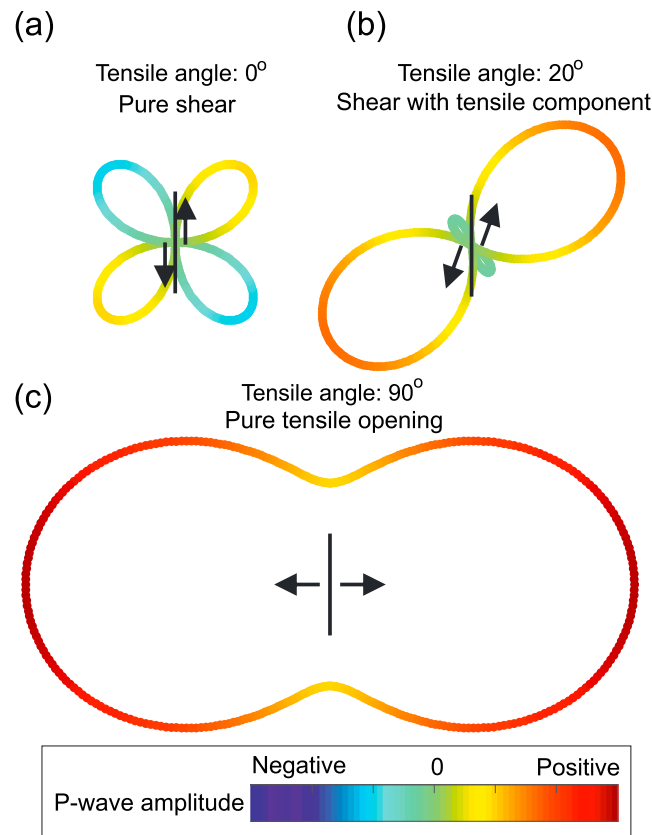 (a)
Tensile angle: 0°
Pure shear
(b)
Tensile angle: 20°
Shear with tensile component
(c)
Tensile angle: 90°
Pure tensile opening
Negative 0 Positive
P-wave amplitude